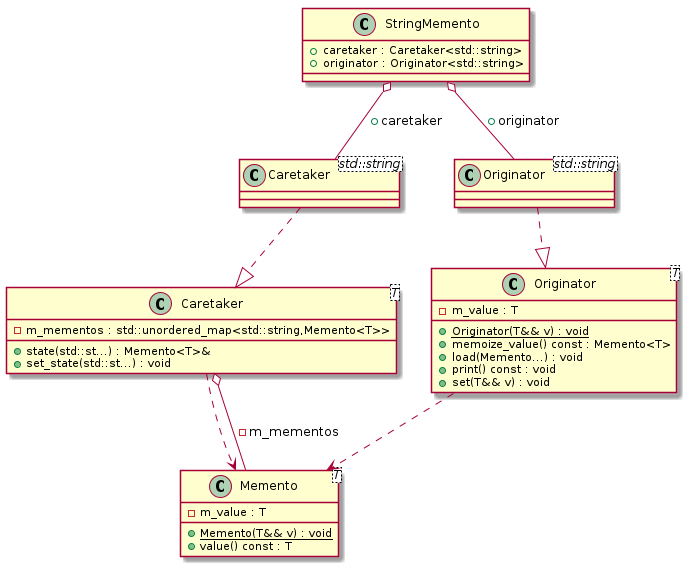 C StringMemento
caretaker : Caretaker<std::string>
originator : Originator<std::string>
caretaker
originator
C Caretaker std::string
C Originator std::string
C Caretaker T
m_mementos : std::unordered_map<std::string,Memento<T>>
state(std::st...) : Memento<T>&
set_state(std::st...) : void
C Originator T
m_value : T
Originator(T&& v) : void
memoize_value() const : Memento<T>
load(Memento...) : void
print() const : void
set(T&& v) : void
m_mementos
C Memento T
m_value : T
Memento(T&& v) : void
value() const : T